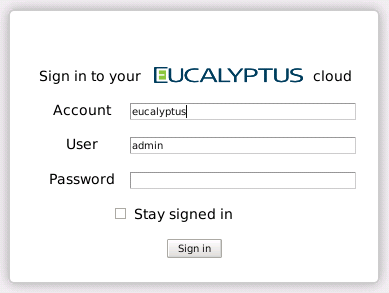 Sign in to your EUCALYPTUS cloud
Account eucalyptus
User admin
Password
Stay signed in
Sign in